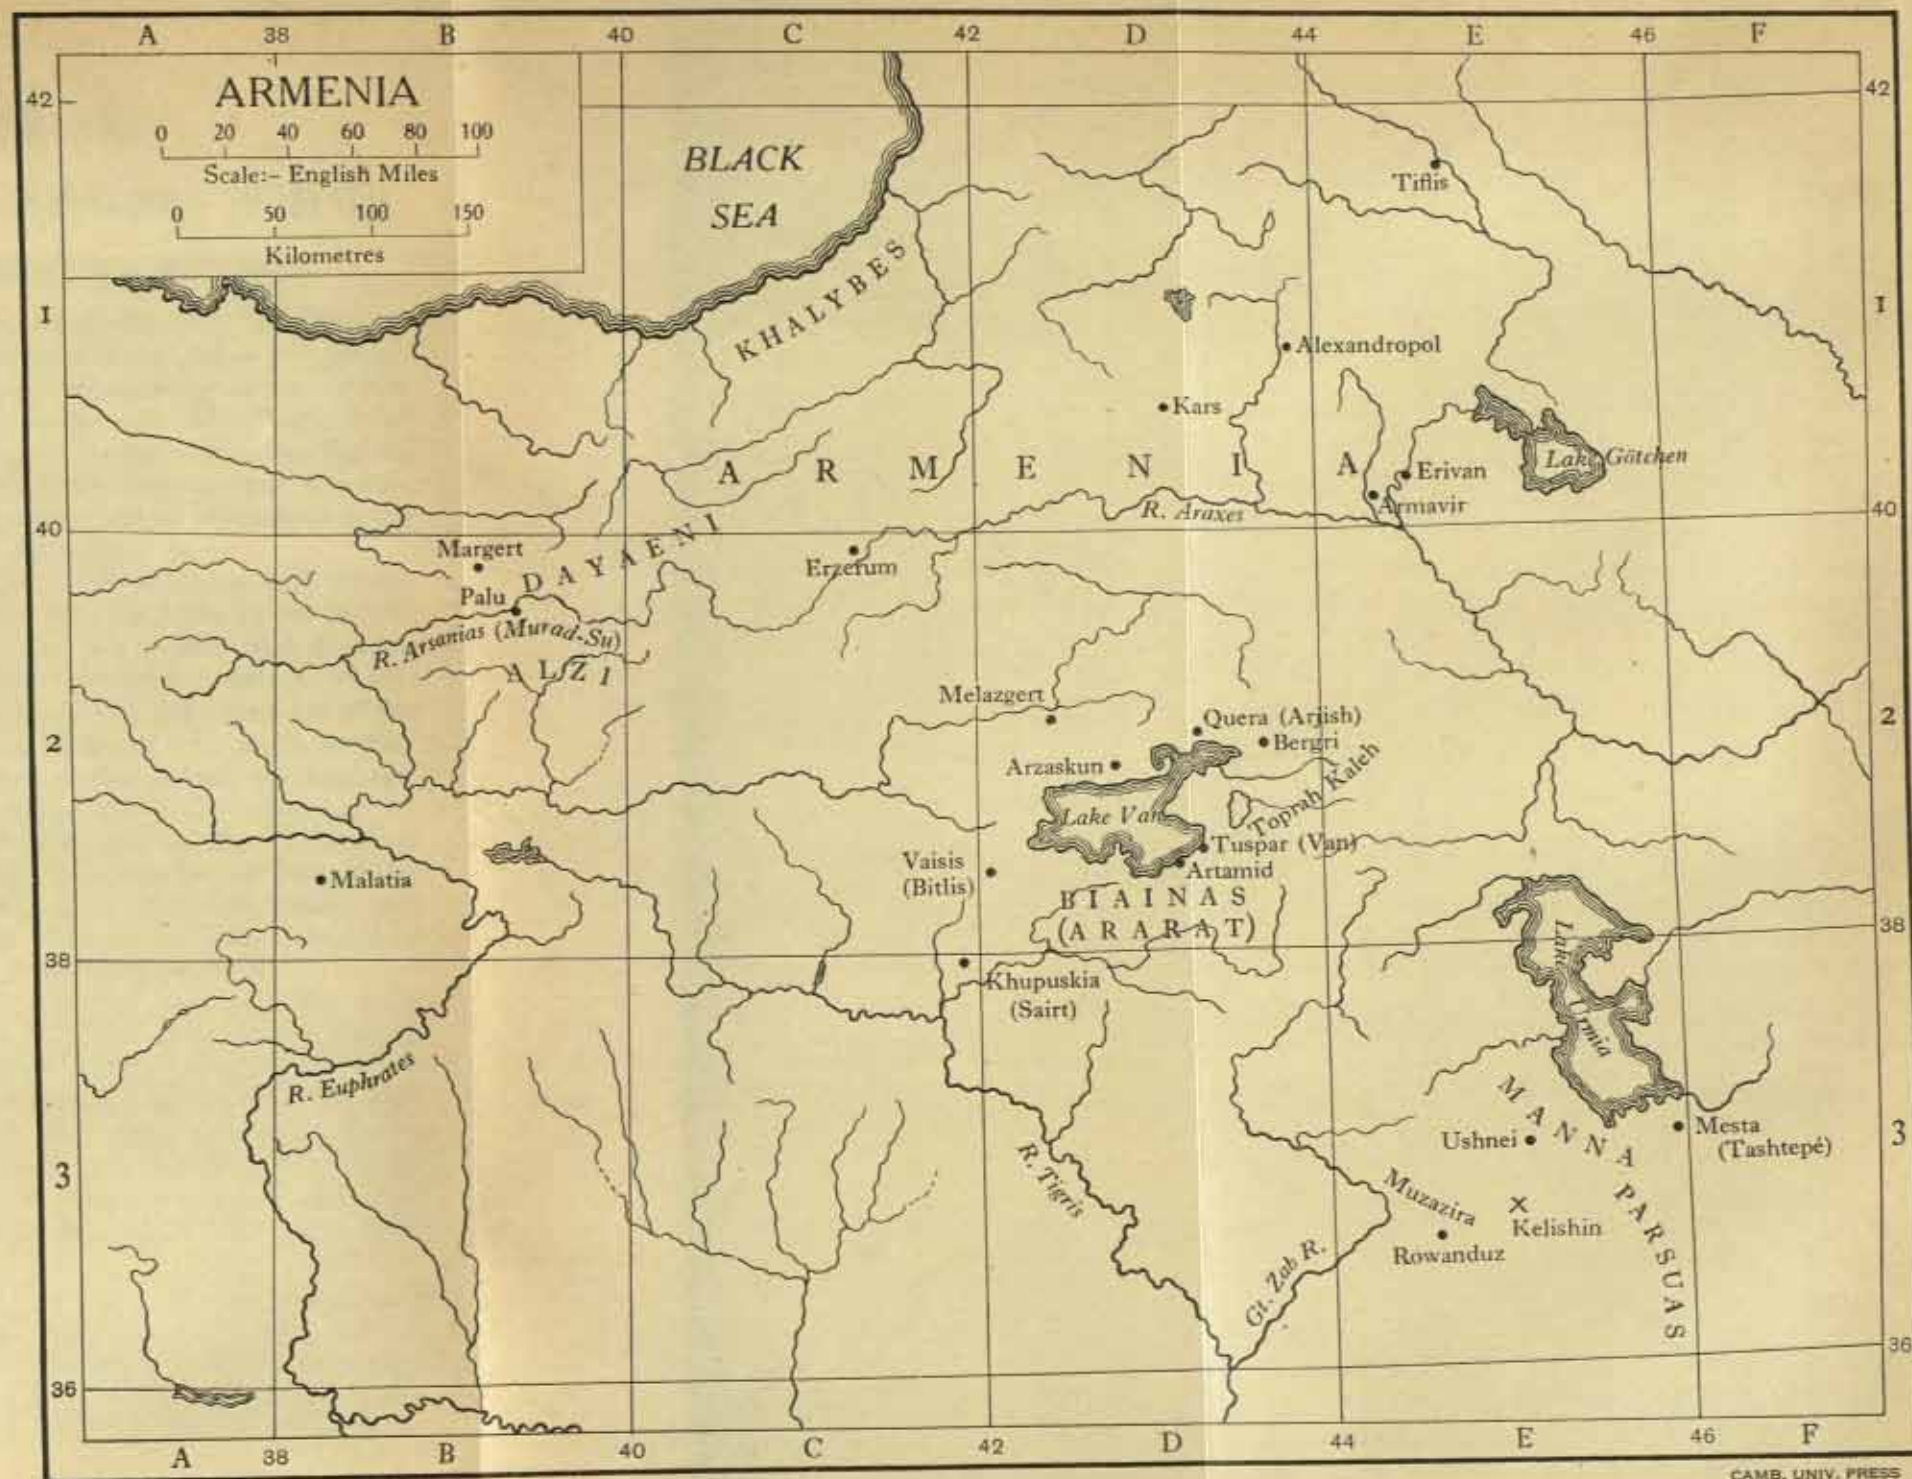 A 38 B 40 C 42 D 44 E 46 F
ARMENIA
0 20 40 60 80 100
Scale:– English Miles
0 50 100 150
Kilometres
42
42
BLACK
SEA
Tiflis
KHALYBES
I
I
Alexandropol
Kars
ARMENIA
Lake Götchen
Erivan
Armavir
R. Araxes
40
40
Margert
DAYAENI
Erzerum
Palu
R. Arsanias (Murad-Su)
ALZI
Melazgert
Quera (Arjish)
2
2
Bergri
Arzaskun
Toprah Kaleh
Lake Van
Tuspar (Van)
Vaisis
(Bitlis)
Artamid
Malatia
BIAINAS
(ARARAT)
38
38
Khupuskia
(Sairt)
Lake Urmia
R. Euphrates
MANNA
Mesta
(Tashtepé)
Ushnei
3
3
R. Tigris
Muzazira
PARSUAS
Kelishin
Rowanduz
Gt. Zab R.
36
36
A 38 B 40 C 42 D 44 E 46 F
CAMB. UNIV. PRESS